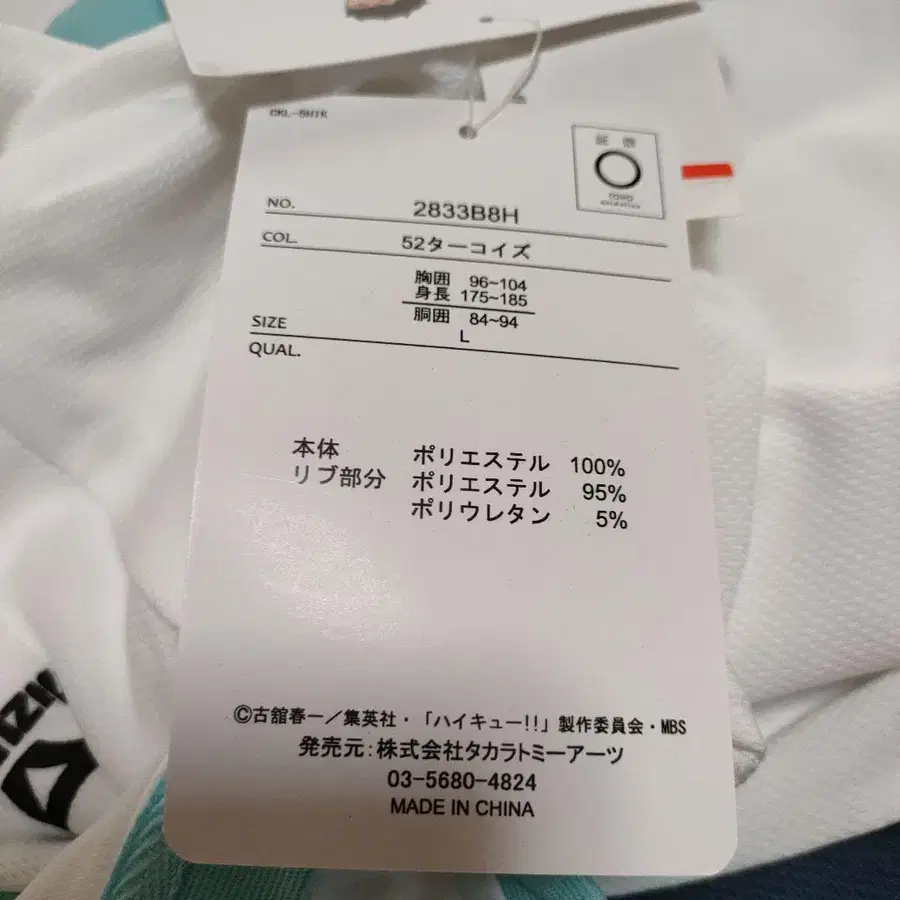 NO. 2833B8H
COL. 52ターコイズ
胸囲 96~104
身長 175~185
胴囲 84~94
SIZE L
QUAL.
本体 ポリエステル 100%
リブ部分 ポリエステル 95%
ポリウレタン 5%
©古舘春一／集英社・「ハイキュー!!」製作委員会・MBS
発売元:株式会社タカラトミーアーツ
03-5680-4824
MADE IN CHINA